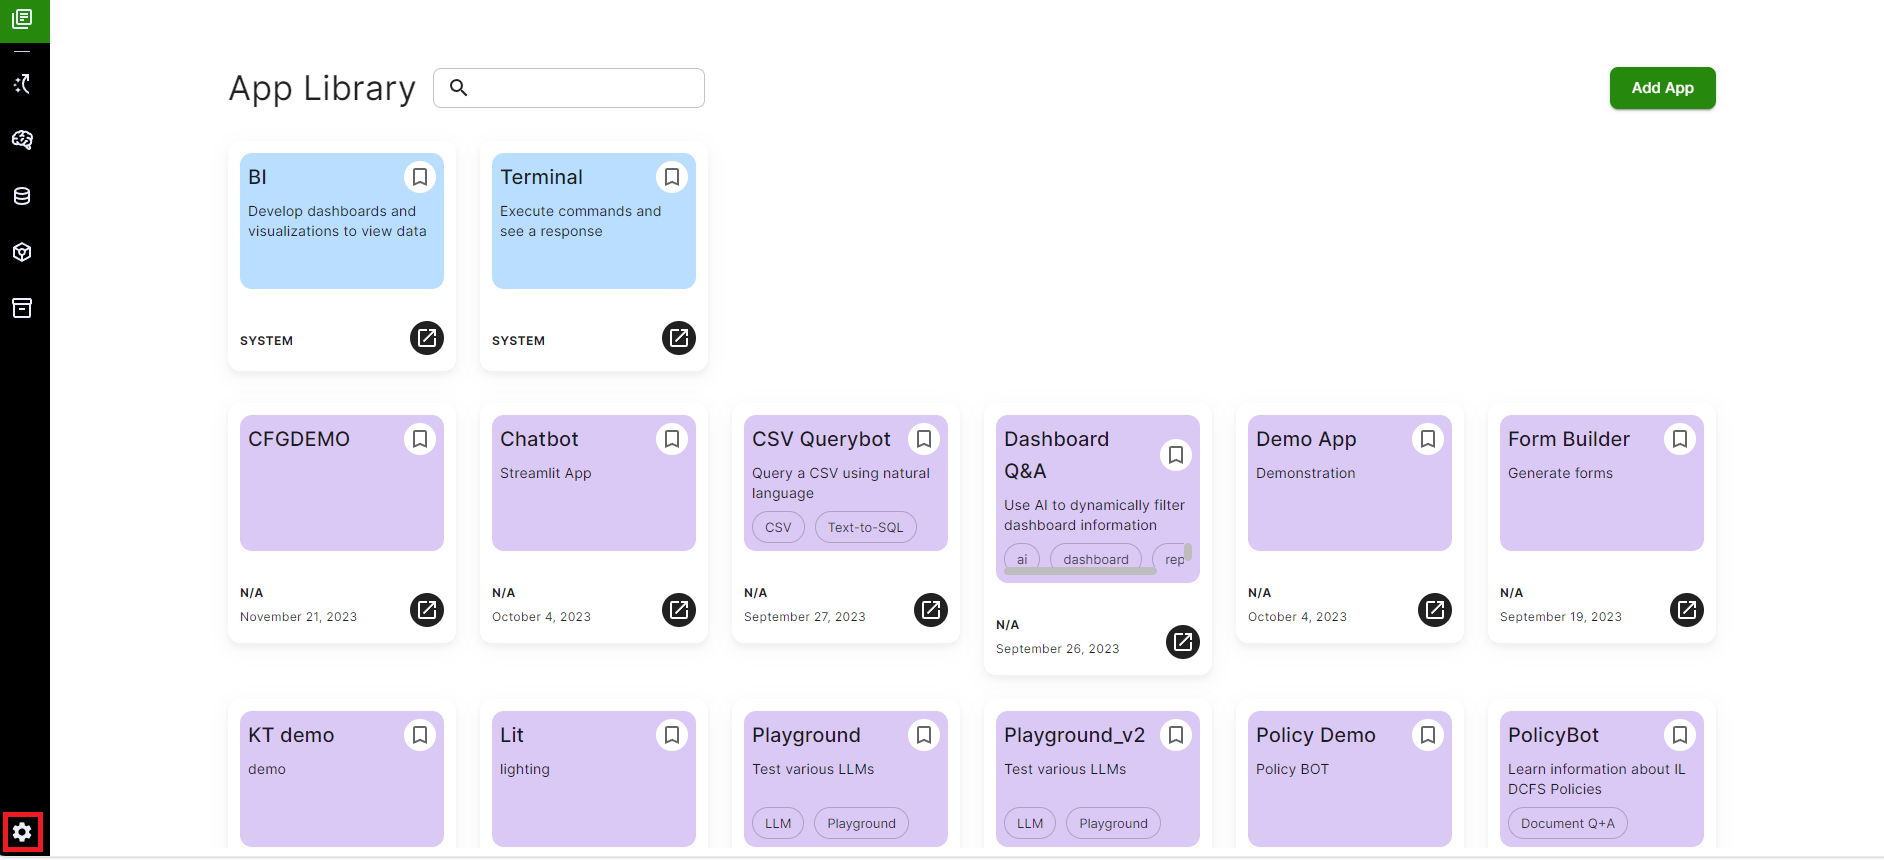 App Library
Add App
BI
Develop dashboards and
visualizations to view data
SYSTEM
Terminal
Execute commands and
see a response
SYSTEM
CFGDEMO
N/A
November 21, 2023
Chatbot
Streamlit App
N/A
October 4, 2023
CSV Querybot
Query a CSV using natural
language
CSV Text-to-SQL
N/A
September 27, 2023
Dashboard
Q&A
Use AI to dynamically filter
dashboard information
ai dashboard rep
N/A
September 26, 2023
Demo App
Demonstration
N/A
October 4, 2023
Form Builder
Generate forms
N/A
September 19, 2023
KT demo
demo
Lit
lighting
Playground
Test various LLMs
LLM Playground
Playground_v2
Test various LLMs
LLM Playground
Policy Demo
Policy BOT
PolicyBot
Learn information about IL
DCFS Policies
Document Q+A